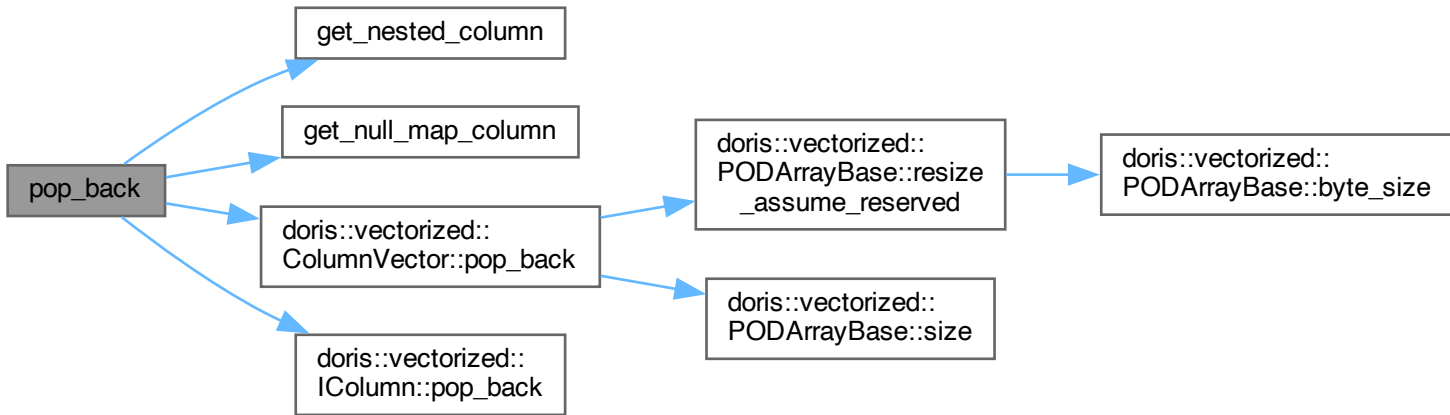 get_nested_column
get_null_map_column
pop_back
doris::vectorized::
ColumnVector::pop_back
doris::vectorized::
IColumn::pop_back
doris::vectorized::
PODArrayBase::resize
_assume_reserved
doris::vectorized::
PODArrayBase::size
doris::vectorized::
PODArrayBase::byte_size